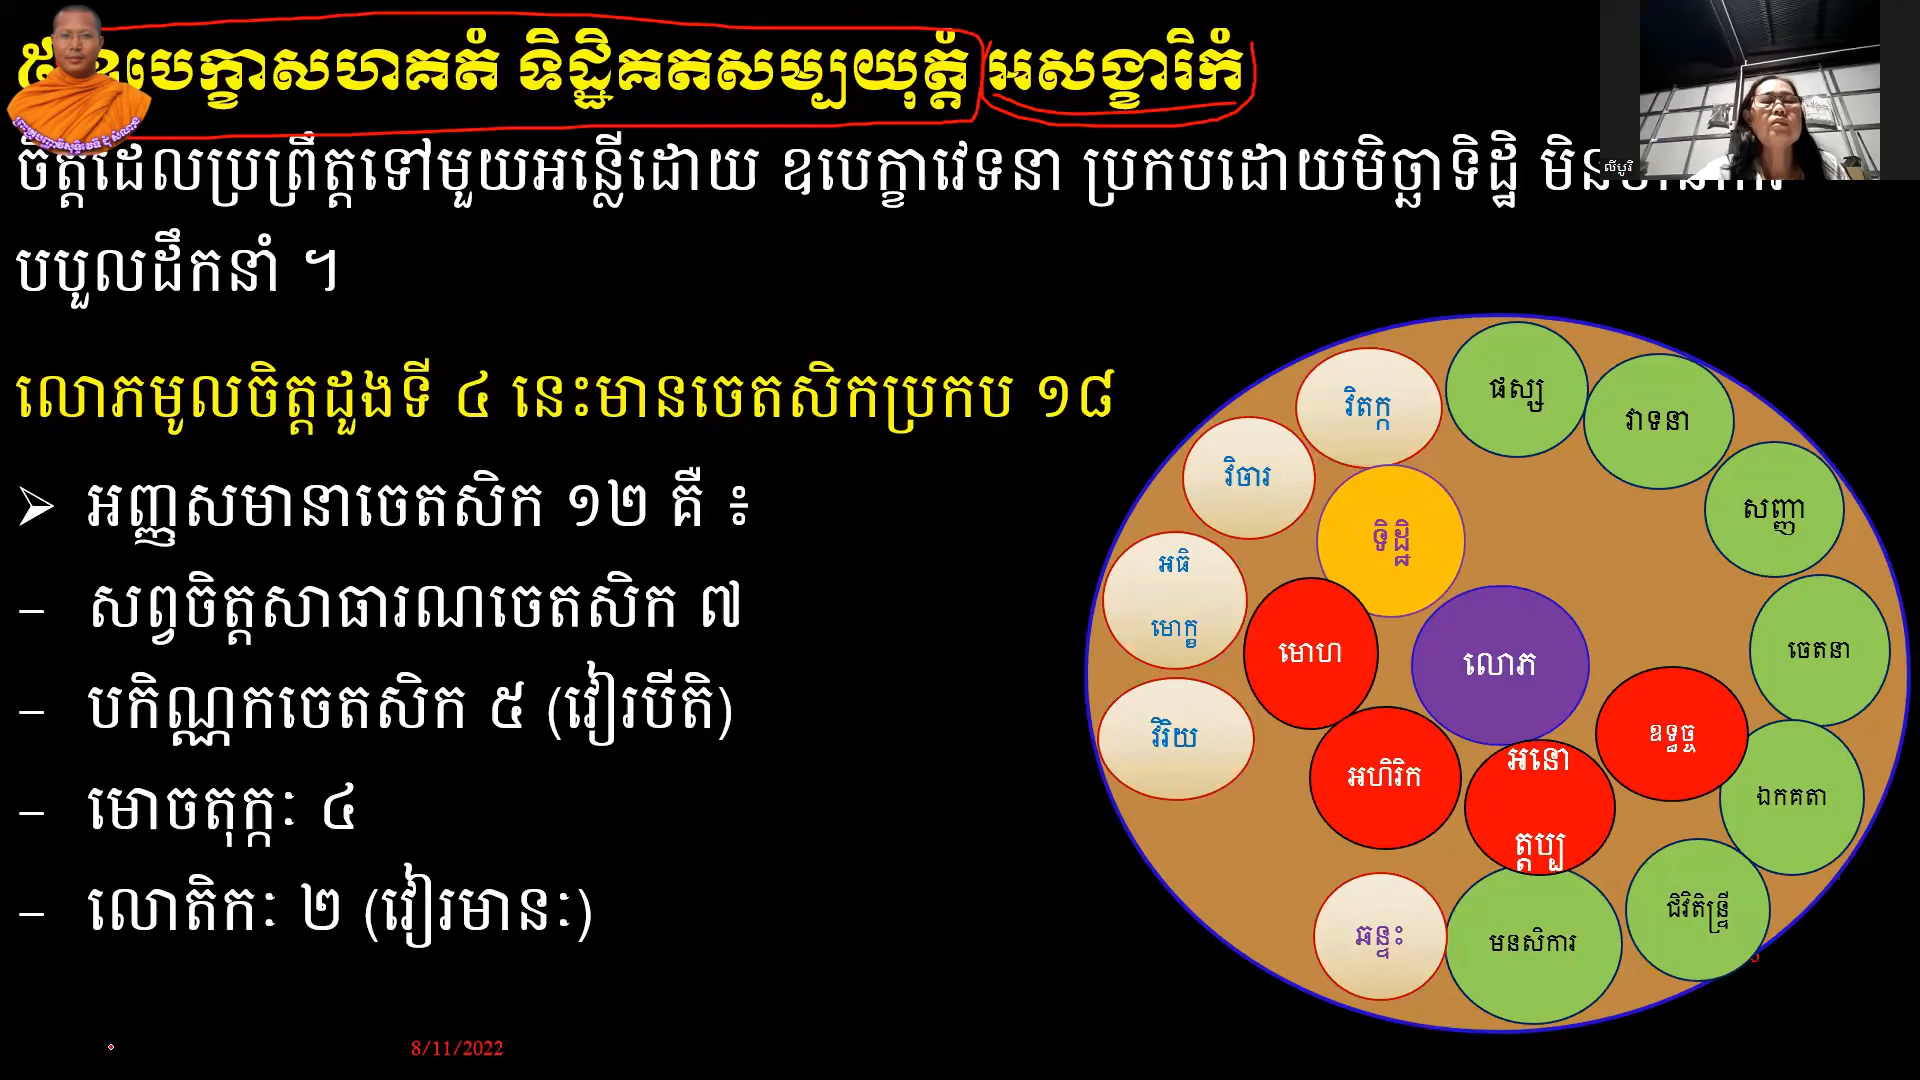 ៥ ឧបេក្ខាសហគតំ ទិដ្ឋិគតសម្បយុត្តំ អសង្ខារិកំ
ចិត្តដែលប្រព្រឹត្តទៅមួយអន្លើដោយ ឧបេក្ខាវេទនា ប្រកបដោយមិច្ឆាទិដ្ឋិ
បបួលដឹកនាំ ។
លោភមូលចិត្តដួងទី ៤ នេះមានចេតសិកប្រកប ១៨
➢ អញ្ញសមានាចេតសិក ១២ គឺ ៖
– សព្វចិត្តសាធារណចេតសិក ៧
– បកិណ្ណកចេតសិក ៥ (វៀរបីតិ)
– មោចតុក្កៈ ៤
– លោតិកៈ ២ (វៀរមានៈ)
វិតក្ក
ផស្ស
វាទនា
វិចារ
សញ្ញា
ទិដ្ឋិ
អធិ
មោក្ខ
មោហ
លោភ
ចេតនា
វិរិយ
អហិរិក
អនោ
ត្តប្ប
ឧទ្ធច្ច
ឯកគតា
ឆន្ទះ
មនសិការ
ជិវិតិន្ទ្រី
8/11/2022